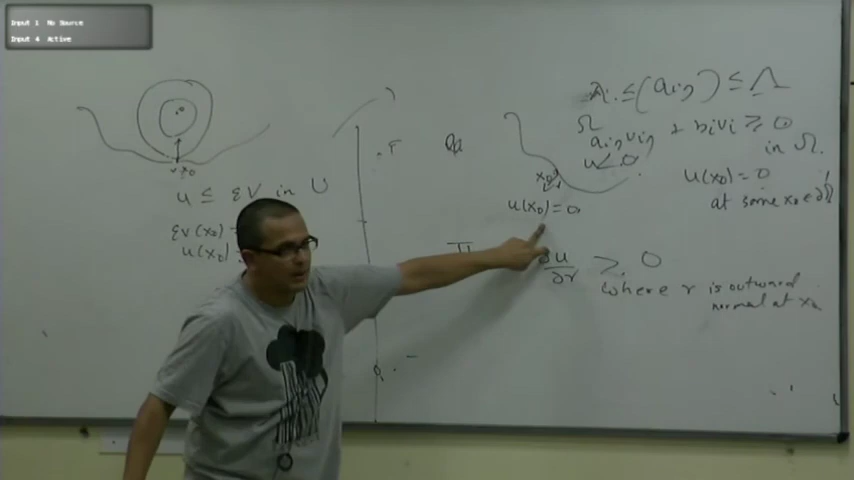 Input 1 No Source
Input 4 Active
x0
u ≤ εV in U
εV(x0)
u(x0)
λ ≤ (aij) ≤ Λ
Ω
aij uij + bi ui ≥ 0
in Ω.
u < 0
x0
u(x0) = 0
u(x0) = 0
at some x0 ∈ ∂Ω
∂u/∂r > 0
where r is outward
normal at x0